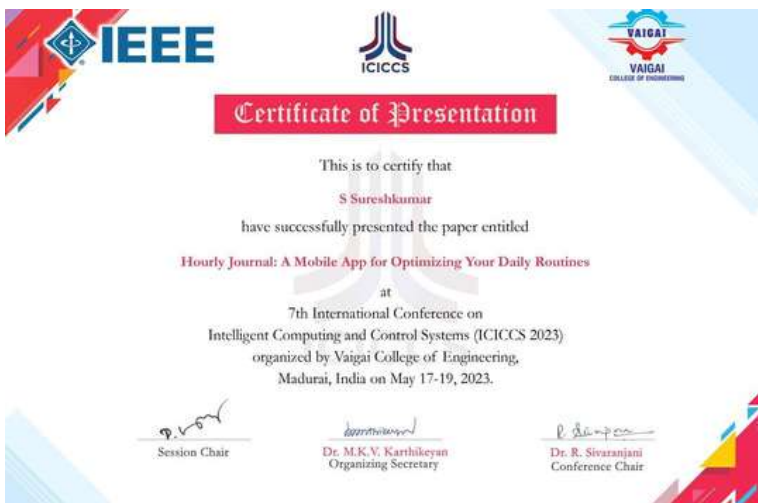 IEEE
ICICCS
VAIGAI
VAIGAI
COLLEGE OF ENGINEERING
Certificate of Presentation
This is to certify that
S Sureshkumar
have successfully presented the paper entitled
Hourly Journal: A Mobile App for Optimizing Your Daily Routines
at
7th International Conference on
Intelligent Computing and Control Systems (ICICCS 2023)
organized by Vaigai College of Engineering,
Madurai, India on May 17-19, 2023.
Session Chair
Dr. M.K.V. Karthikeyan
Organizing Secretary
Dr. R. Sivaranjani
Conference Chair